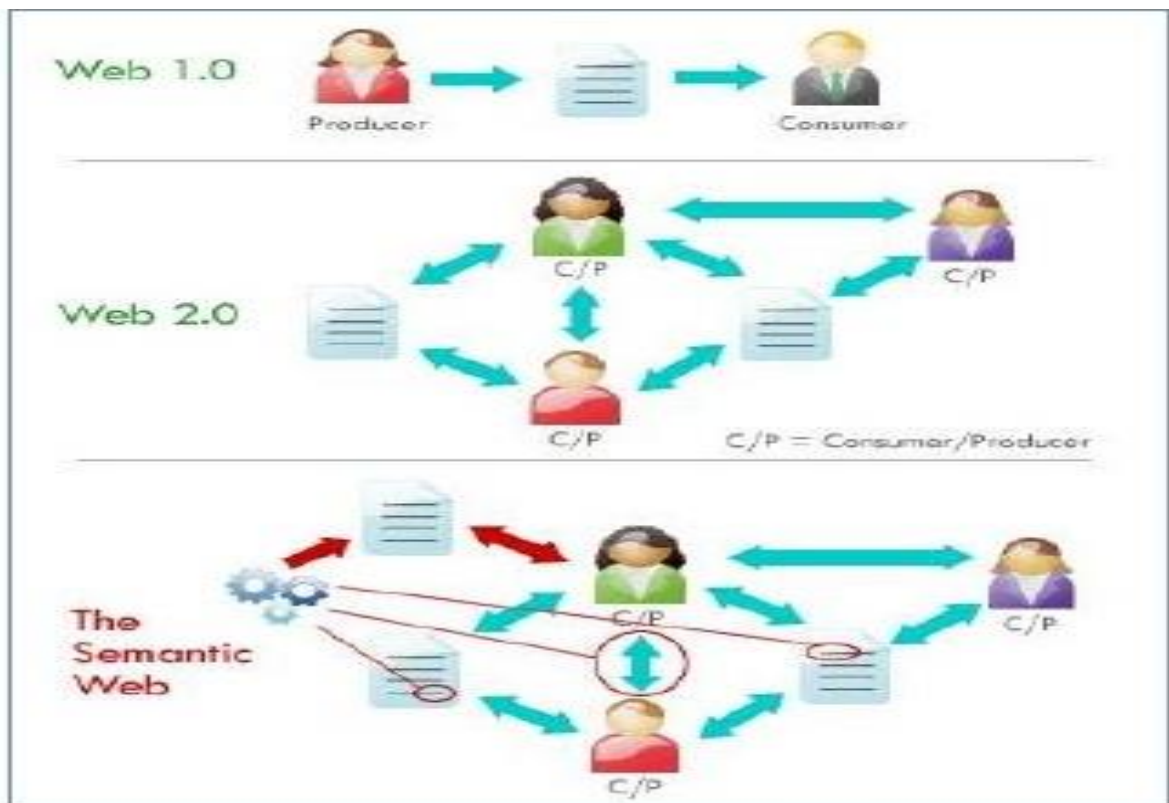 Web 1.0
Producer
Consumer
C/P
C/P
Web 2.0
C/P
C/P = Consumer/Producer
C/P
C/P
The
Semantic
Web
C/P